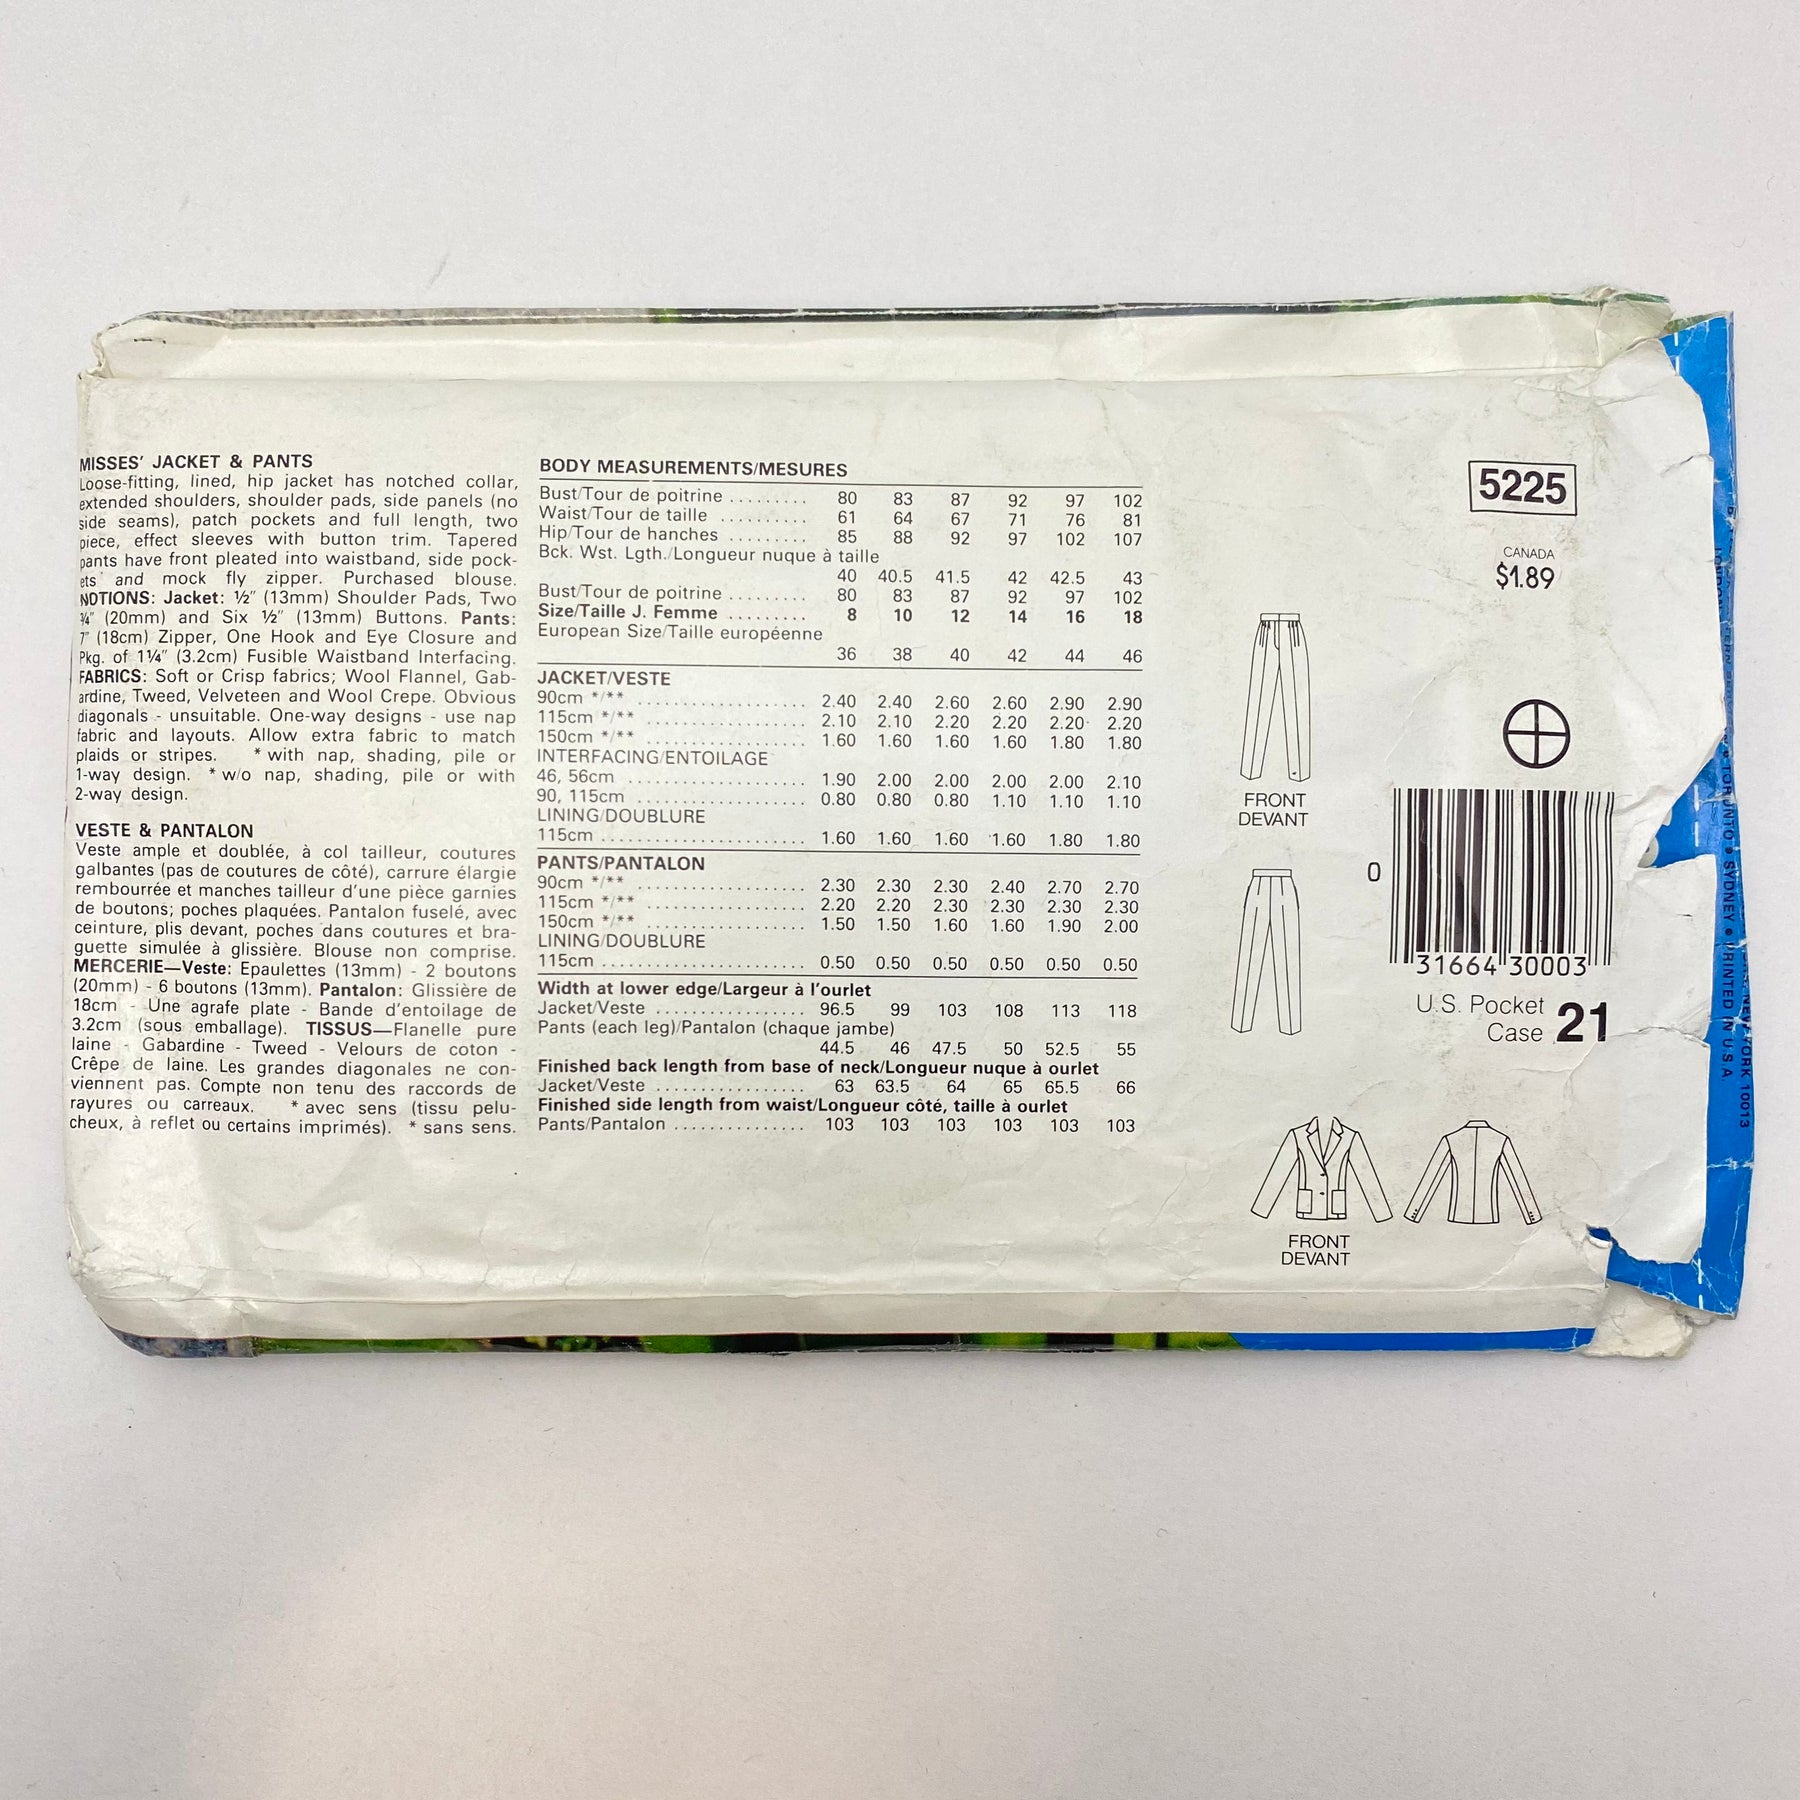 MISSES' JACKET & PANTS
Loose-fitting, lined, hip jacket has notched collar,
extended shoulders, shoulder pads, side panels (no
side seams), patch pockets and full length, two
piece, effect sleeves with button trim. Tapered
pants have front pleated into waistband, side pock-
ets and mock fly zipper. Purchased blouse.
NOTIONS: Jacket: ½" (13mm) Shoulder Pads, Two
¾" (20mm) and Six ½" (13mm) Buttons. Pants:
7" (18cm) Zipper, One Hook and Eye Closure and
Pkg. of 1¼" (3.2cm) Fusible Waistband Interfacing.
FABRICS: Soft or Crisp fabrics; Wool Flannel, Gab-
ardine, Tweed, Velveteen and Wool Crepe. Obvious
diagonals - unsuitable. One-way designs - use nap
fabric and layouts. Allow extra fabric to match
plaids or stripes. * with nap, shading, pile or
1-way design. * w/o nap, shading, pile or with
2-way design.
VESTE & PANTALON
Veste ample et doublée, à col tailleur, coutures
galbantes (pas de coutures de côté), carrure élargie
rembourrée et manches tailleur d'une pièce garnies
de boutons; poches plaquées. Pantalon fuselé, avec
ceinture, plis devant, poches dans coutures et bra-
guette simulée à glissière. Blouse non comprise.
MERCERIE—Veste: Epaulettes (13mm) - 2 boutons
(20mm) - 6 boutons (13mm). Pantalon: Glissière de
18cm - Une agrafe plate - Bande d'entoilage de
3.2cm (sous emballage). TISSUS—Flanelle pure
laine - Gabardine - Tweed - Velours de coton -
Crêpe de laine. Les grandes diagonales ne con-
viennent pas. Compte non tenu des raccords de
rayures ou carreaux. * avec sens (tissu pelu-
cheux, à reflet ou certains imprimés). * sans sens.
BODY MEASUREMENTS/MESURES
Bust/Tour de poitrine ......... 80 83 87 92 97 102
Waist/Tour de taille .......... 61 64 67 71 76 81
Hip/Tour de hanches ......... 85 88 92 97 102 107
Bck. Wst. Lgth./Longueur nuque à taille
40 40.5 41.5 42 42.5 43
Bust/Tour de poitrine ......... 80 83 87 92 97 102
Size/Taille J. Femme ......... 8 10 12 14 16 18
European Size/Taille européenne
36 38 40 42 44 46
JACKET/VESTE
90cm */** .................. 2.40 2.40 2.60 2.60 2.90 2.90
115cm */** ................. 2.10 2.10 2.20 2.20 2.20 2.20
150cm */** ................. 1.60 1.60 1.60 1.60 1.80 1.80
INTERFACING/ENTOILAGE
46, 56cm ................... 1.90 2.00 2.00 2.00 2.00 2.10
90, 115cm .................. 0.80 0.80 0.80 1.10 1.10 1.10
LINING/DOUBLURE
115cm ...................... 1.60 1.60 1.60 1.60 1.80 1.80
PANTS/PANTALON
90cm */** .................. 2.30 2.30 2.30 2.40 2.70 2.70
115cm */** ................. 2.20 2.20 2.30 2.30 2.30 2.30
150cm */** ................. 1.50 1.50 1.60 1.60 1.90 2.00
LINING/DOUBLURE
115cm ...................... 0.50 0.50 0.50 0.50 0.50 0.50
Width at lower edge/Largeur à l'ourlet
Jacket/Veste ................ 96.5 99 103 108 113 118
Pants (each leg)/Pantalon (chaque jambe)
44.5 46 47.5 50 52.5 55
Finished back length from base of neck/Longueur nuque à ourlet
Jacket/Veste ................ 63 63.5 64 65 65.5 66
Finished side length from waist/Longueur côté, taille à ourlet
Pants/Pantalon .............. 103 103 103 103 103 103
5225
CANADA
$1.89
FRONT
DEVANT
0
31664 30003
U.S. Pocket
Case 21
FRONT
DEVANT
LONDON
TORONTO • SYDNEY • PRINTED IN U.S.A.
NEW YORK 10013